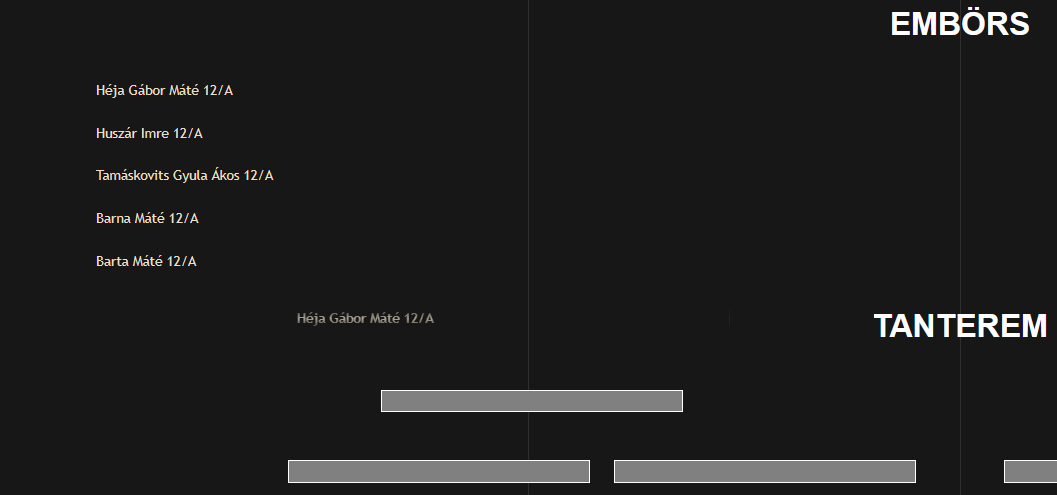 EMBÖRS
Héja Gábor Máté 12/A
Huszár Imre 12/A
Tamáskovits Gyula Ákos 12/A
Barna Máté 12/A
Barta Máté 12/A
Héja Gábor Máté 12/A
TANTEREM